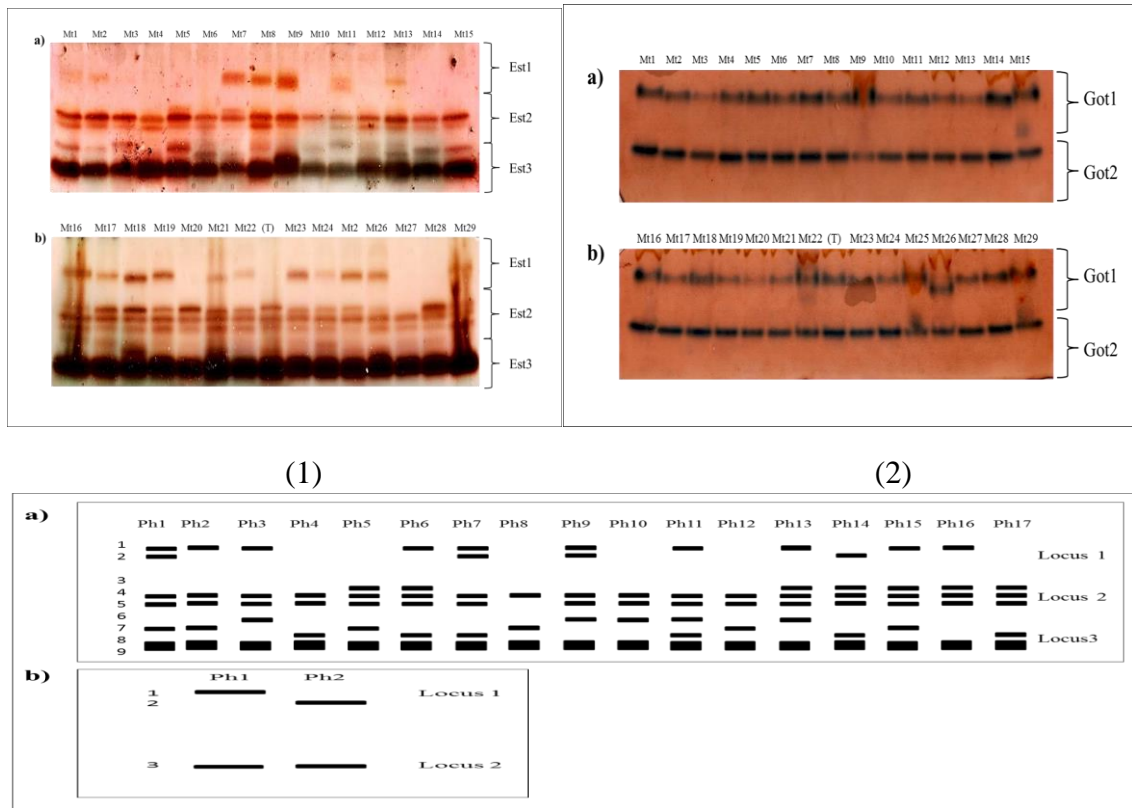 Mt1 Mt2 Mt3 Mt4 Mt5 Mt6 Mt7 Mt8 Mt9 Mt10 Mt11 Mt12 Mt13 Mt14 Mt15
a)
Est1
Est2
Est3
Mt16 Mt17 Mt18 Mt19 Mt20 Mt21 Mt22 (T) Mt23 Mt24 Mt2 Mt26 Mt27 Mt28 Mt29
b)
Est1
Est2
Est3
Mt1 Mt2 Mt3 Mt4 Mt5 Mt6 Mt7 Mt8 Mt9 Mt10 Mt11 Mt12 Mt13 Mt14 Mt15
a)
Got1
Got2
Mt16 Mt17 Mt18 Mt19 Mt20 Mt21 Mt22 (T) Mt23 Mt24 Mt25 Mt26 Mt27 Mt28 Mt29
b)
Got1
Got2
(1) (2)
a)
Ph1 Ph2 Ph3 Ph4 Ph5 Ph6 Ph7 Ph8 Ph9 Ph10 Ph11 Ph12 Ph13 Ph14 Ph15 Ph16 Ph17
1
2 Locus 1
3
4 Locus 2
5
6
7
8 Locus3
9
b)
Ph1 Ph2
1 Locus 1
2
3 Locus 2